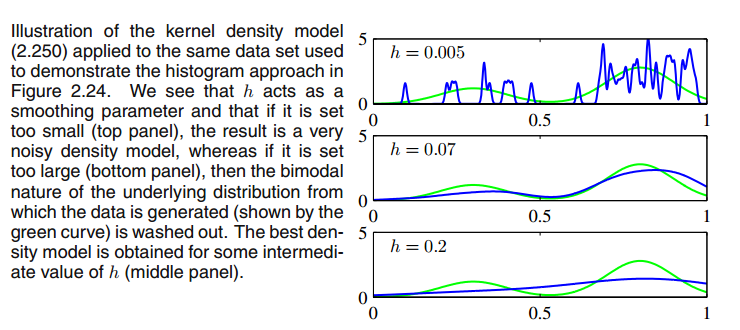 Illustration of the kernel density model
(2.250) applied to the same data set used
to demonstrate the histogram approach in
Figure 2.24. We see that h acts as a
smoothing parameter and that if it is set
too small (top panel), the result is a very
noisy density model, whereas if it is set
too large (bottom panel), then the bimodal
nature of the underlying distribution from
which the data is generated (shown by the
green curve) is washed out. The best den-
sity model is obtained for some intermedi-
ate value of h (middle panel).
5
h = 0.005
0
0 0.5 1
5
h = 0.07
0
0 0.5 1
5
h = 0.2
0
0 0.5 1